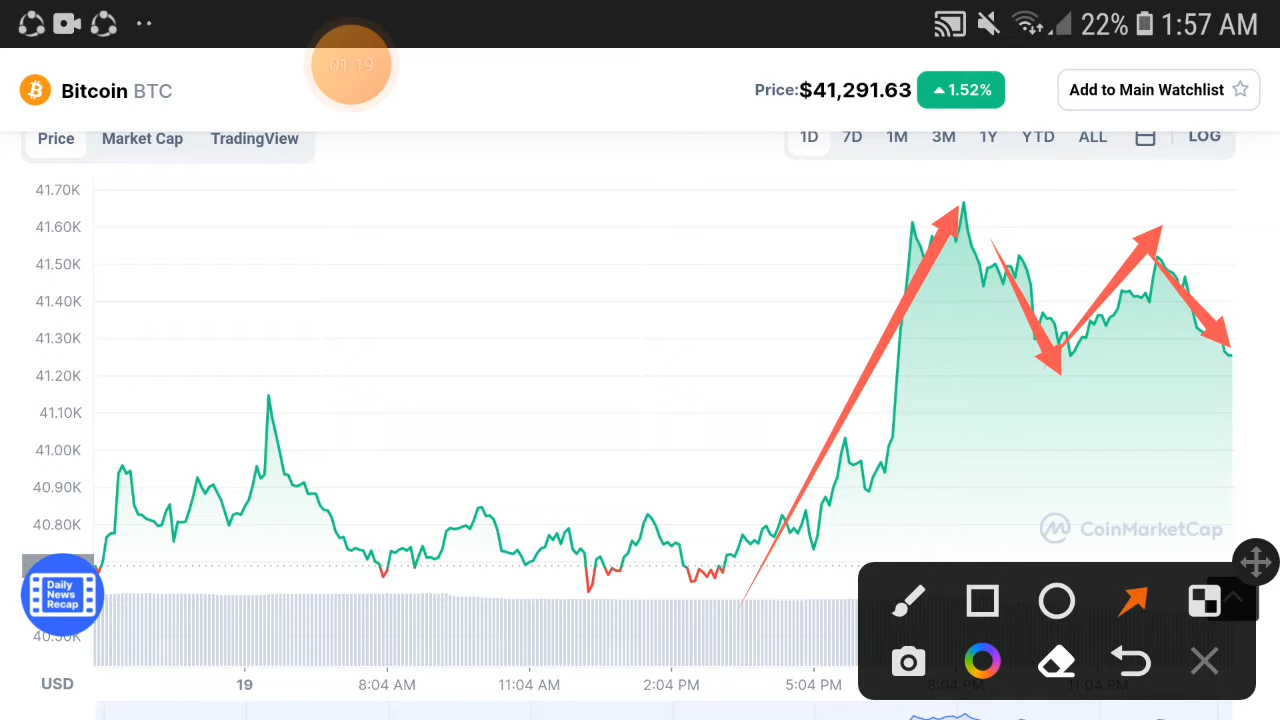 22% 1:57 AM
01:19
Bitcoin BTC
Price:$41,291.63 1.52%
Add to Main Watchlist
Price Market Cap TradingView
1D 7D 1M 3M 1Y YTD ALL LOG
41.70K
41.60K
41.50K
41.40K
41.30K
41.20K
41.10K
41.00K
40.90K
40.80K
CoinMarketCap
Daily
News
Recap
USD
19 8:04 AM 11:04 AM 2:04 PM 5:04 PM 8:04 PM 11:04 PM